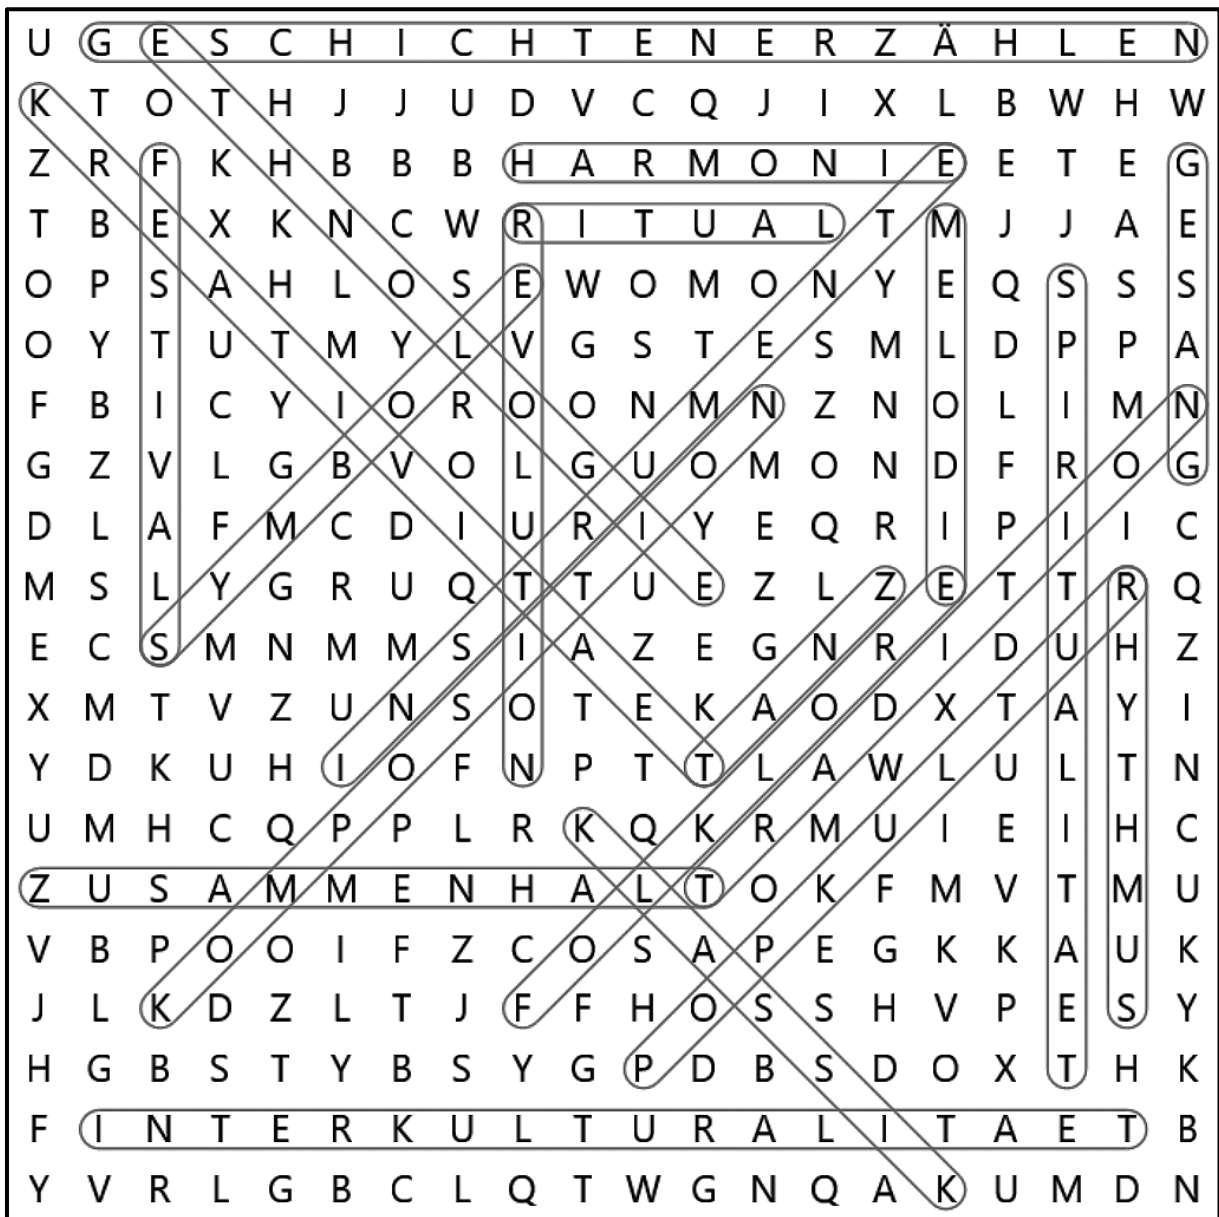 U G E S C H I C H T E N E R Z Ä H L E N
K T O T H J J U D V C Q J I X L B W H W
Z R F K H B B B H A R M O N I E E T E G
T B E X K N C W R I T U A L T M J J A E
O P S A H L O S E W O M O N Y E Q S S S
O Y T U T M Y L V G S T E S M L D P P A
F B I C Y I O R O O N M N Z N O L I M N
G Z V L G B V O L G U O M O N D F R O G
D L A F M C D I U R I Y E Q R I P I I C
M S L Y G R U Q T T U E Z L Z E T T R Q
E C S M N M M S I A Z E G N R I D U H Z
X M T V Z U N S O T E K A O D X T A Y I
Y D K U H I O F N P T T L A W L U L T N
U M H C Q P P L R K Q K R M U I E I H C
Z U S A M M E N H A L T O K F M V T M U
V B P O O I F Z C O S A P E G K K A U K
J L K D Z L T J F F H O S S H V P E S Y
H G B S T Y B S Y G P D B S D O X T H K
F I N T E R K U L T U R A L I T A E T B
Y V R L G B C L Q T W G N Q A K U M D N